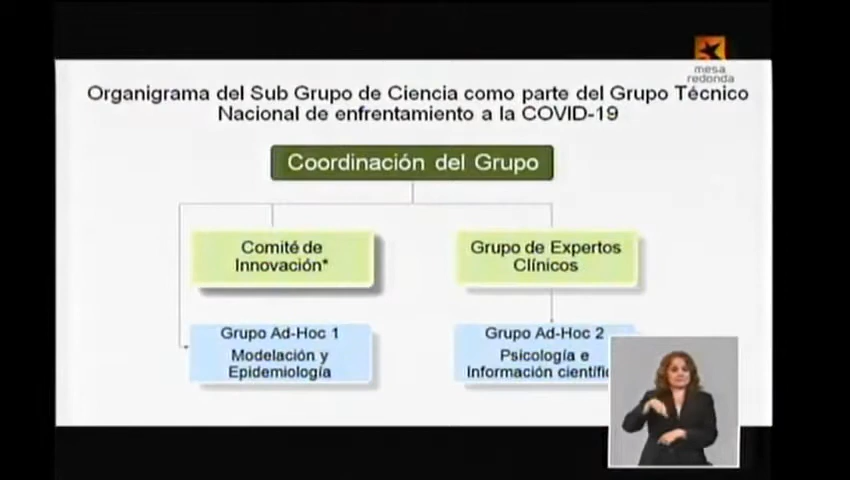 mesa
redonda
Organigrama del Sub Grupo de Ciencia como parte del Grupo Técnico
Nacional de enfrentamiento a la COVID-19
Coordinación del Grupo
Comité de
Innovación*
Grupo de Expertos
Clínicos
Grupo Ad-Hoc 1
Modelación y
Epidemiología
Grupo Ad-Hoc 2
Psicología e
Información